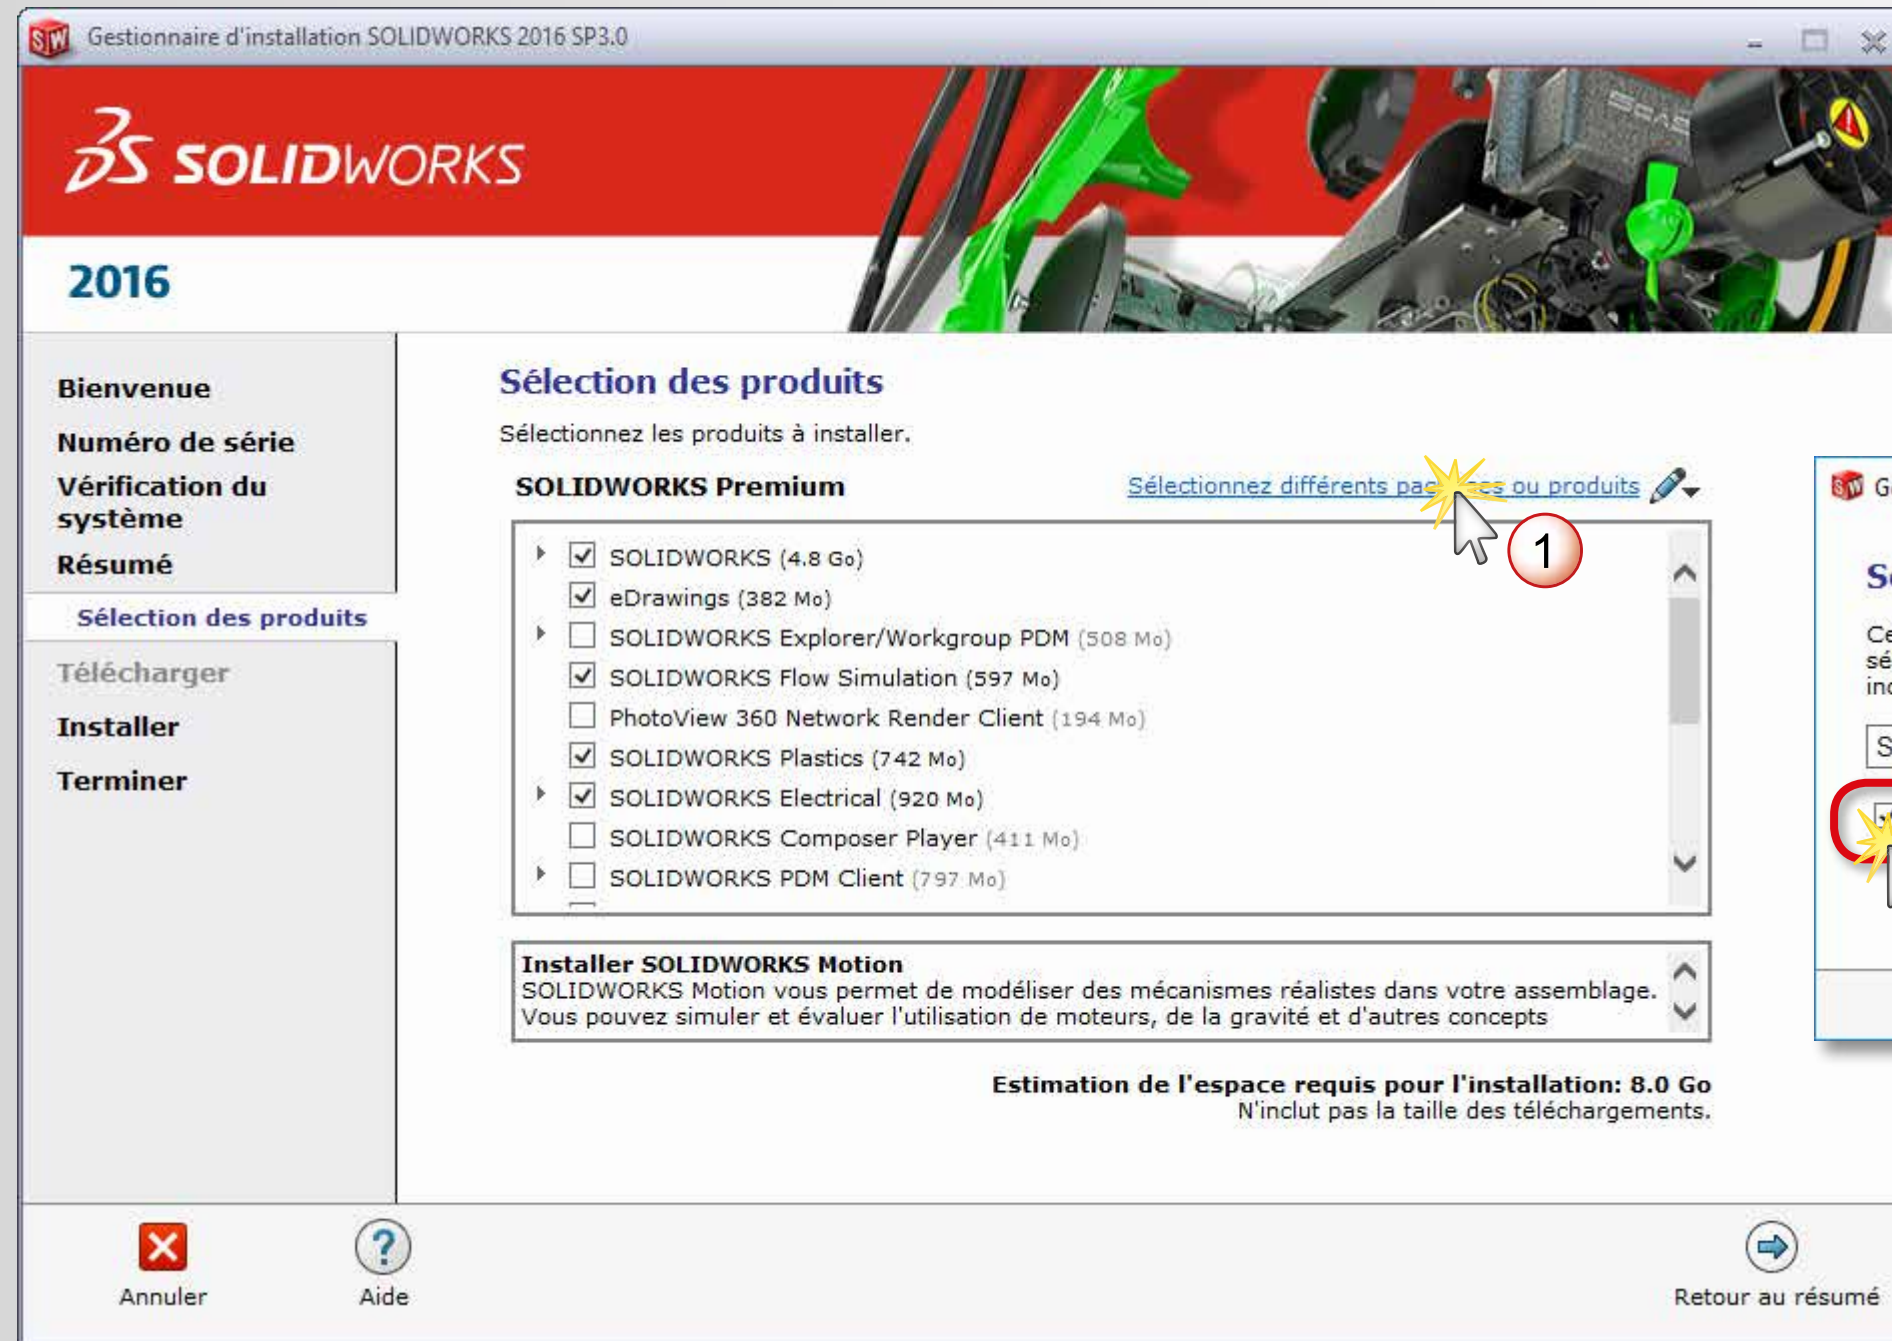 Gestionnaire d'installation SOLIDWORKS 2016 SP3.0
SOLIDWORKS
2016
Bienvenue
Numéro de série
Vérification du
système
Résumé
Sélection des produits
Télécharger
Installer
Terminer
Sélection des produits
Sélectionnez les produits à installer.
SOLIDWORKS Premium
Sélectionnez différents ou produits
1
SOLIDWORKS (4.8 Go)
eDrawings (382 Mo)
SOLIDWORKS Explorer/Workgroup PDM (508 Mo)
SOLIDWORKS Flow Simulation (597 Mo)
PhotoView 360 Network Render Client (194 Mo)
SOLIDWORKS Plastics (742 Mo)
SOLIDWORKS Electrical (920 Mo)
SOLIDWORKS Composer Player (411 Mo)
SOLIDWORKS PDM Client (797 Mo)
Installer SOLIDWORKS Motion
SOLIDWORKS Motion vous permet de modéliser des mécanismes réalistes dans votre assemblage.
Vous pouvez simuler et évaluer l'utilisation de moteurs, de la gravité et d'autres concepts
Estimation de l'espace requis pour l'installation: 8.0 Go
N'inclut pas la taille des téléchargements.
Annuler
Aide
Retour au résumé